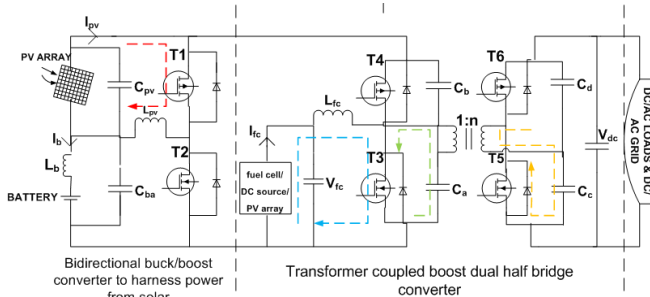 I_pv
PV ARRAY
C_pv
T1
L_pv
I_b
T2
L_b
BATTERY
C_ba
T4
C_b
L_fc
1:n
I_fc
fuel cell/
DC source/
PV array
V_fc
T3
C_a
T6
C_d
T5
C_c
V_dc
DC/AC LOADS & DC/
AC GRID
Bidirectional buck/boost
converter to harness power
from solar
Transformer coupled boost dual half bridge
converter